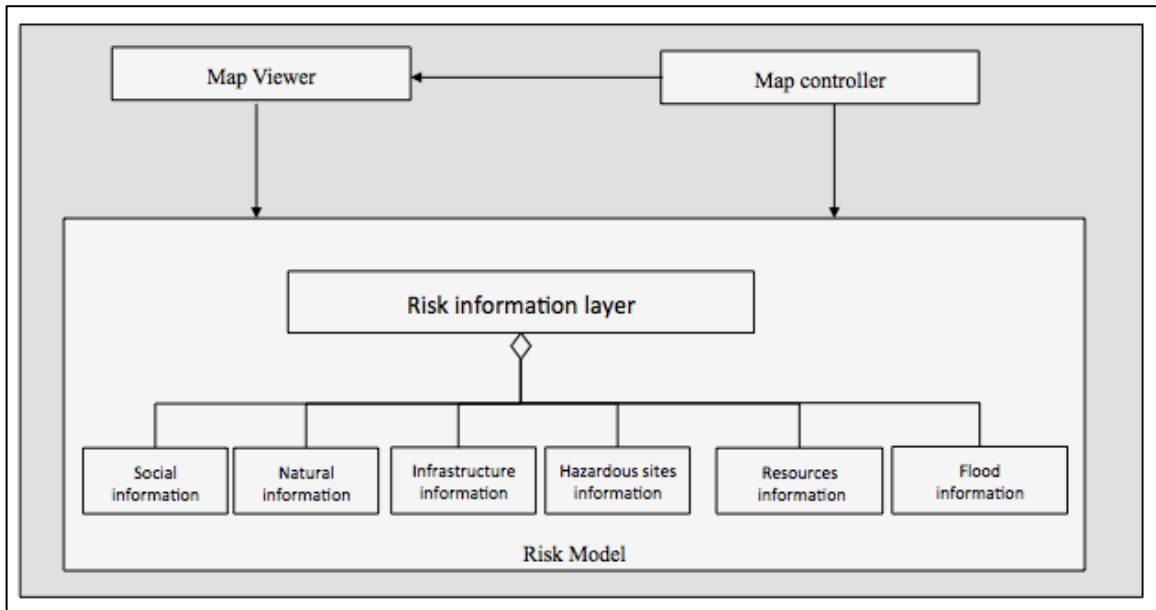 Map Viewer
Map controller
Risk information layer
Social
information
Natural
information
Infrastructure
information
Hazardous sites
information
Resources
information
Flood
information
Risk Model